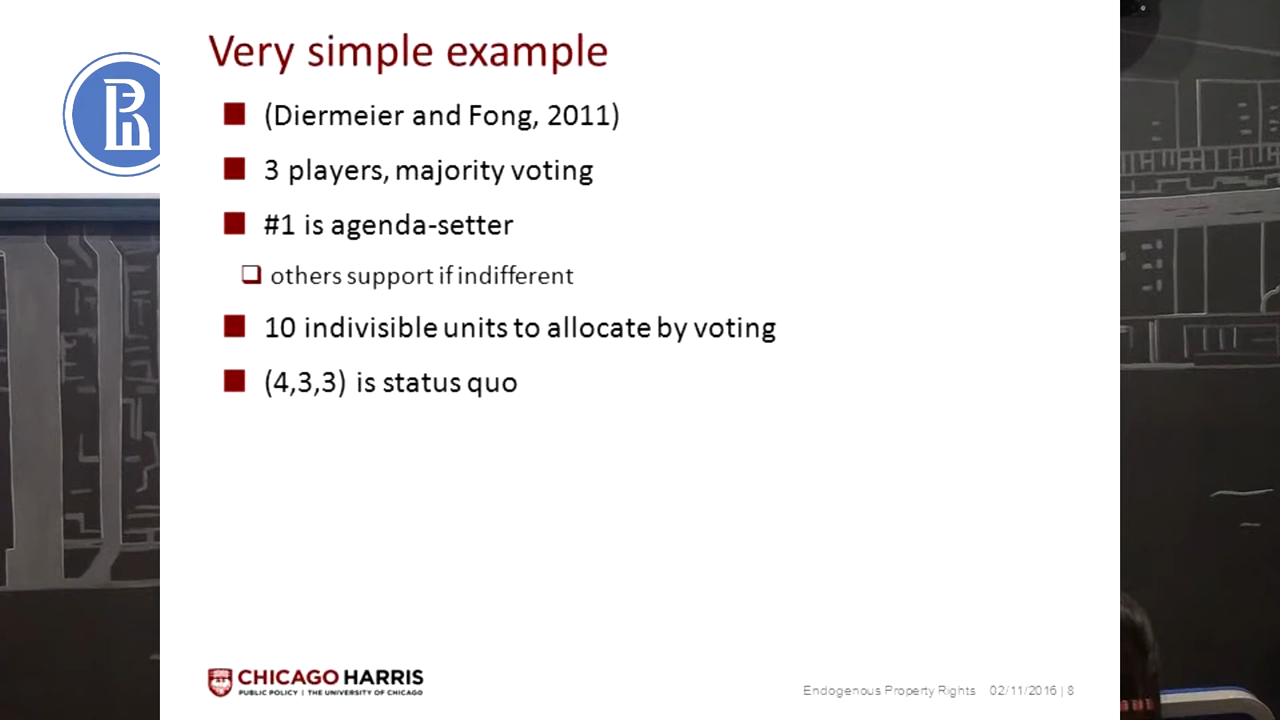 Very simple example
(Diermeier and Fong, 2011)
3 players, majority voting
#1 is agenda-setter
others support if indifferent
10 indivisible units to allocate by voting
(4,3,3) is status quo
CHICAGO HARRIS
PUBLIC POLICY | THE UNIVERSITY OF CHICAGO
Endogenous Property Rights 02/11/2016 | 8